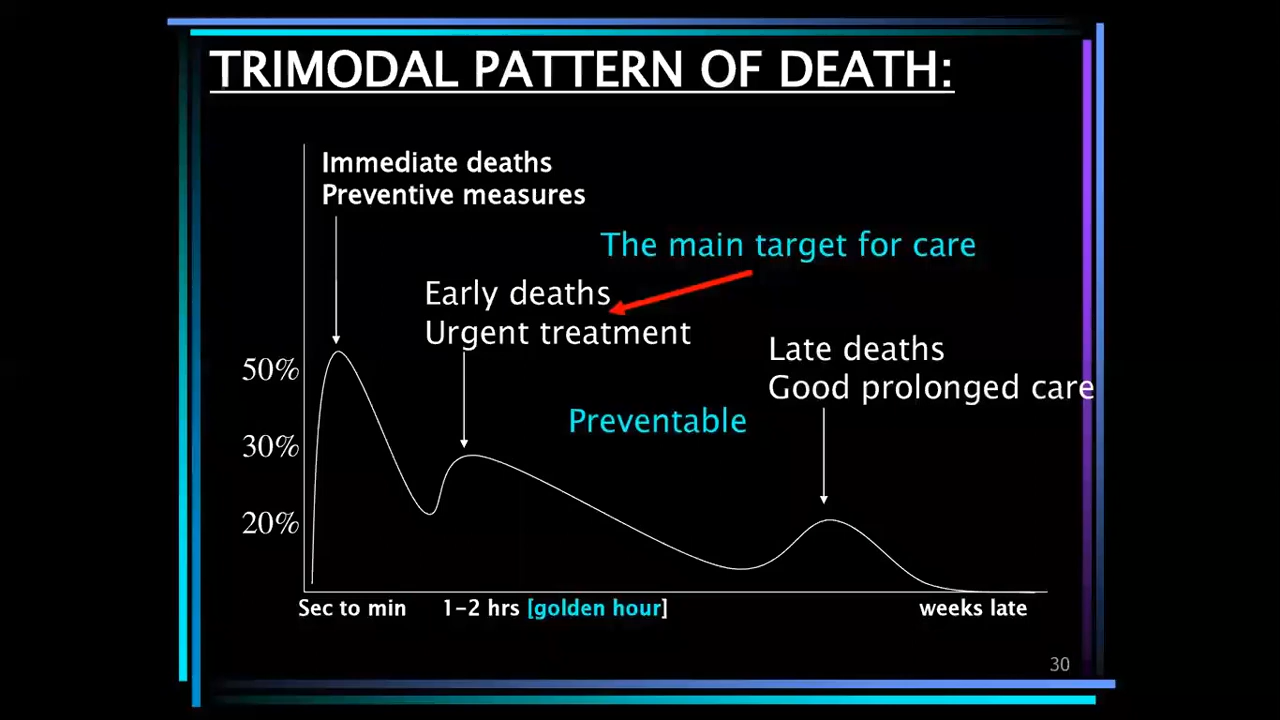 TRIMODAL PATTERN OF DEATH:
Immediate deaths
Preventive measures
The main target for care
Early deaths
Urgent treatment
Late deaths
Good prolonged care
50%
Preventable
30%
20%
Sec to min
1-2 hrs [golden hour]
weeks late
30